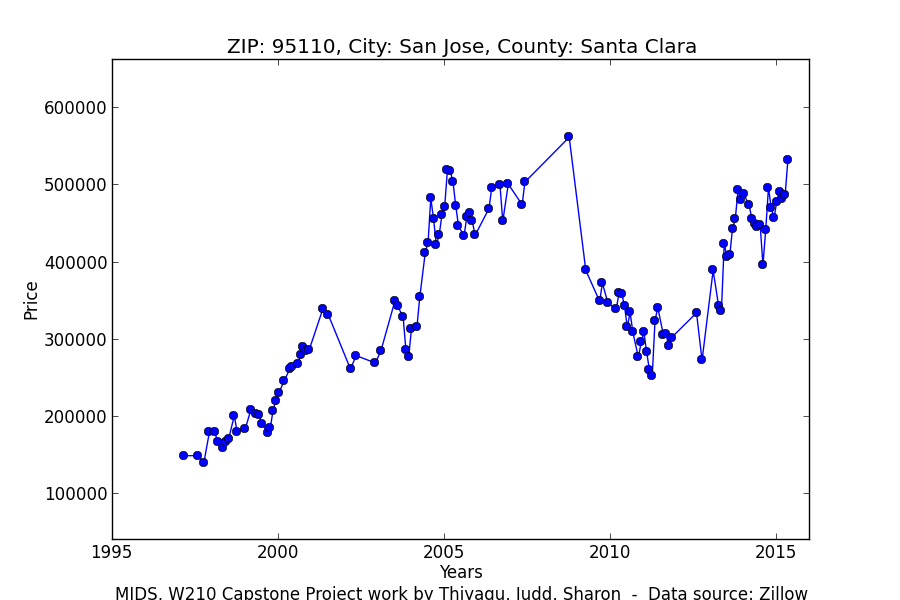 ZIP: 95110, City: San Jose, County: Santa Clara
600000
500000
400000
300000
200000
100000
Price
1995 2000 2005 2010 2015
Years
MIDS, W210 Capstone Project work by Thiyagu, Judd, Sharon - Data source: Zillow